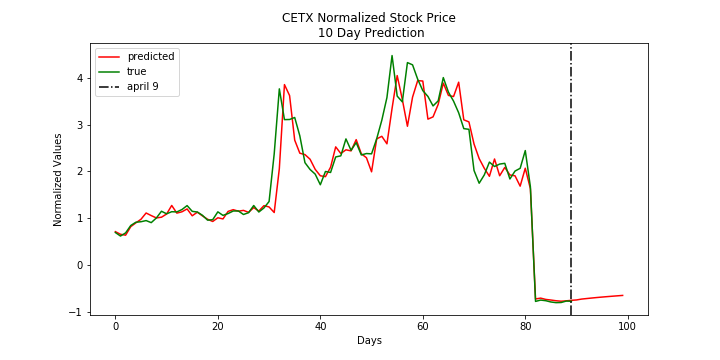 CETX Normalized Stock Price
10 Day Prediction
predicted
true
april 9
Normalized Values
4
3
2
1
0
−1
0 20 40 60 80 100
Days